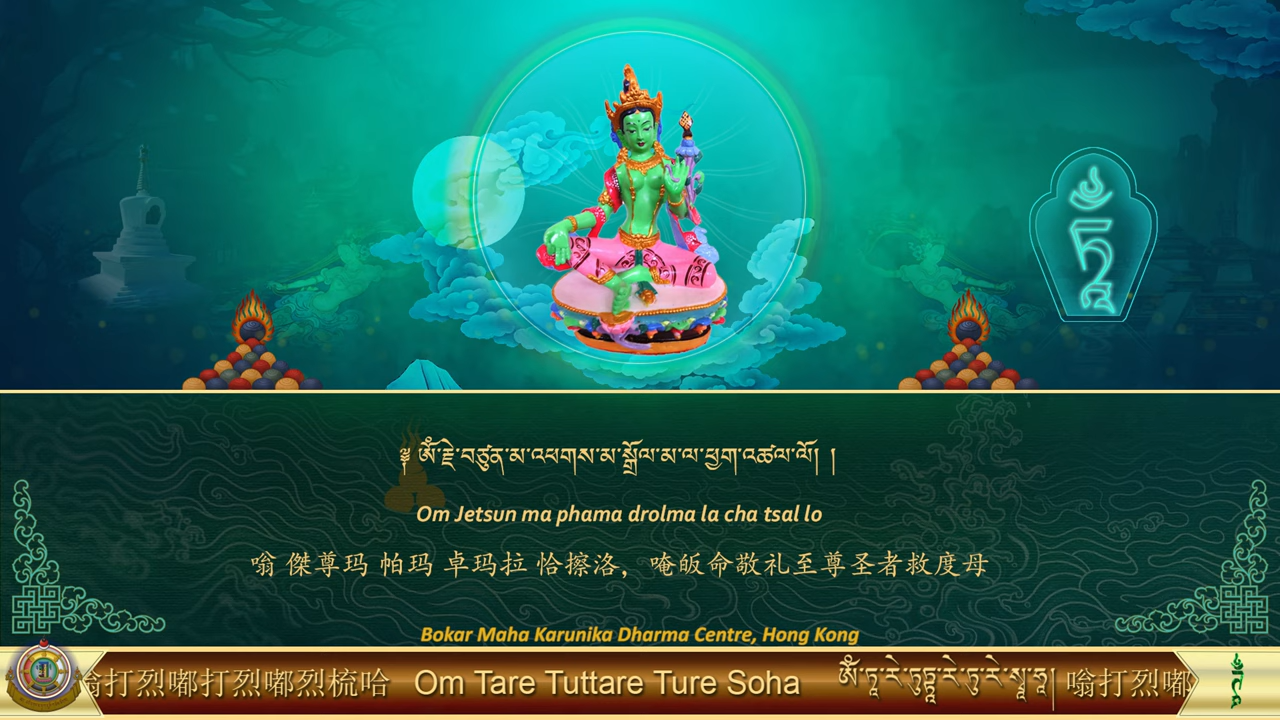 ༄ ཨོཾ་རྗེ་བཙུན་མ་འཕགས་མ་སྒྲོལ་མ་ལ་ཕྱག་འཚལ་ལོ། །
Om Jetsun ma phama drolma la cha tsal lo
翁 傑尊玛 帕玛 卓玛拉 恰擦洛，唵皈命敬礼至尊圣者救度母
Bokar Maha Karunika Dharma Centre, Hong Kong
翁打烈嘟打烈嘟烈梳哈 Om Tare Tuttare Ture Soha ཨོཾ་ཏཱ་རེ་ཏུཏྟཱ་རེ་ཏུ་རེ་སྭཱ་ཧཱ། 嗡打烈嘟